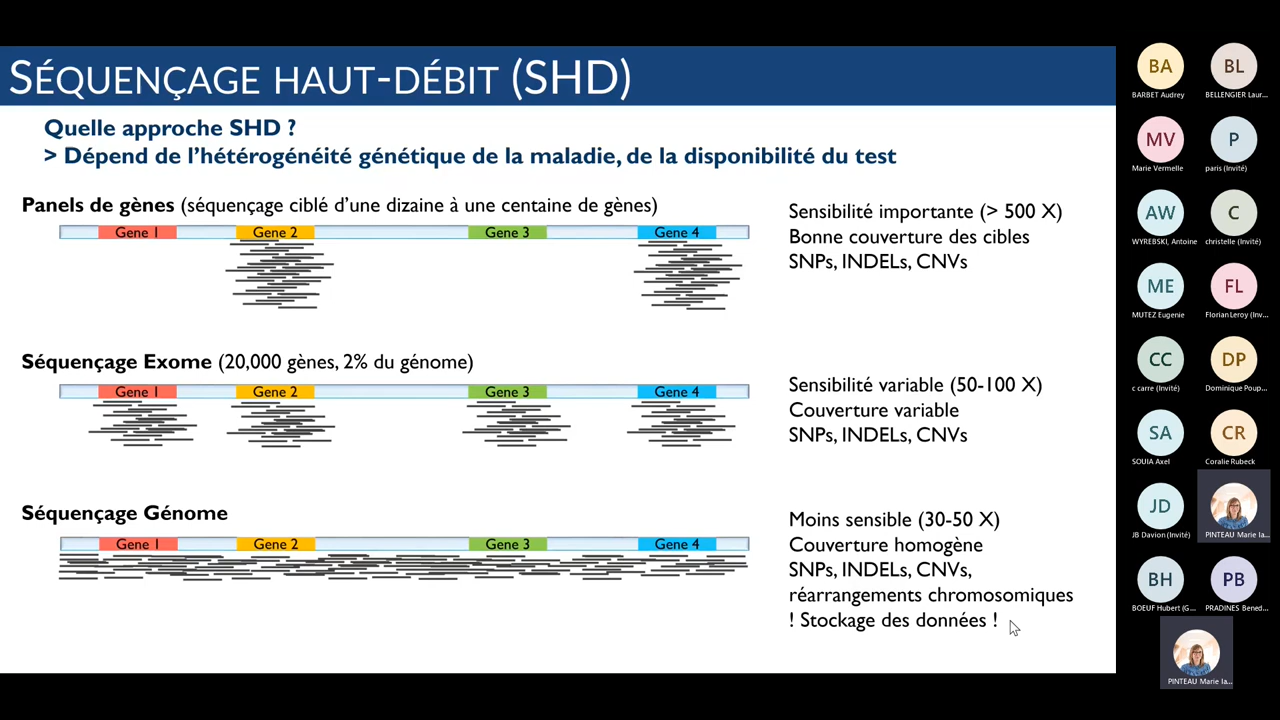 SÉQUENÇAGE HAUT-DÉBIT (SHD)
Quelle approche SHD ?
> Dépend de l'hétérogénéité génétique de la maladie, de la disponibilité du test
Panels de gènes (séquençage ciblé d'une dizaine à une centaine de gènes)
Gene 1 Gene 2 Gene 3 Gene 4
Sensibilité importante (> 500 X)
Bonne couverture des cibles
SNPs, INDELs, CNVs
Séquençage Exome (20,000 gènes, 2% du génome)
Gene 1 Gene 2 Gene 3 Gene 4
Sensibilité variable (50-100 X)
Couverture variable
SNPs, INDELs, CNVs
Séquençage Génome
Gene 1 Gene 2 Gene 3 Gene 4
Moins sensible (30-50 X)
Couverture homogène
SNPs, INDELs, CNVs,
réarrangements chromosomiques
! Stockage des données !
BA BL
BARBET Audrey BELLENGIER Laur...
MV P
Marie Vermelle paris (Invité)
AW C
WYREBSKI, Antoine christelle (Invité)
ME FL
MUTEZ Eugenie Florian Leroy (Inv...
CC DP
c carre (Invité) Dominique Poup...
SA CR
SOUIA Axel Coralie Rubeck
JD
JB Davion (Invité) PINTEAU Marie la...
BH PB
BOEUF Hubert (G... PRADINES Bened...
PINTEAU Marie la...